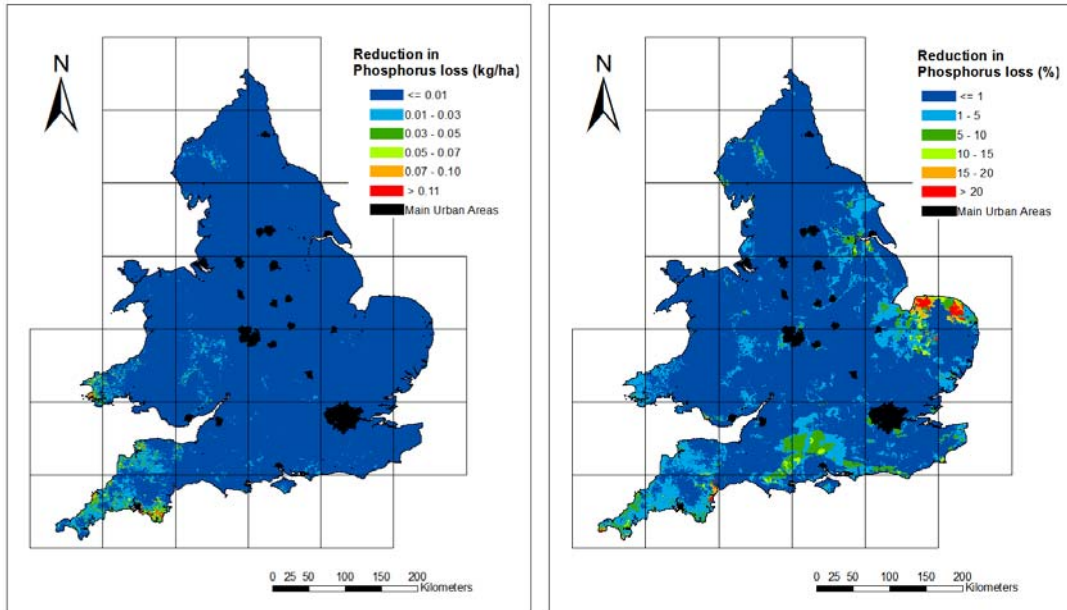 N
Reduction in
Phosphorus loss (kg/ha)
<= 0.01
0.01 - 0.03
0.03 - 0.05
0.05 - 0.07
0.07 - 0.10
> 0.11
Main Urban Areas
0 25 50 100 150 200
Kilometers
N
Reduction in
Phosphorus loss (%)
<= 1
1 - 5
5 - 10
10 - 15
15 - 20
> 20
Main Urban Areas
0 25 50 100 150 200
Kilometers